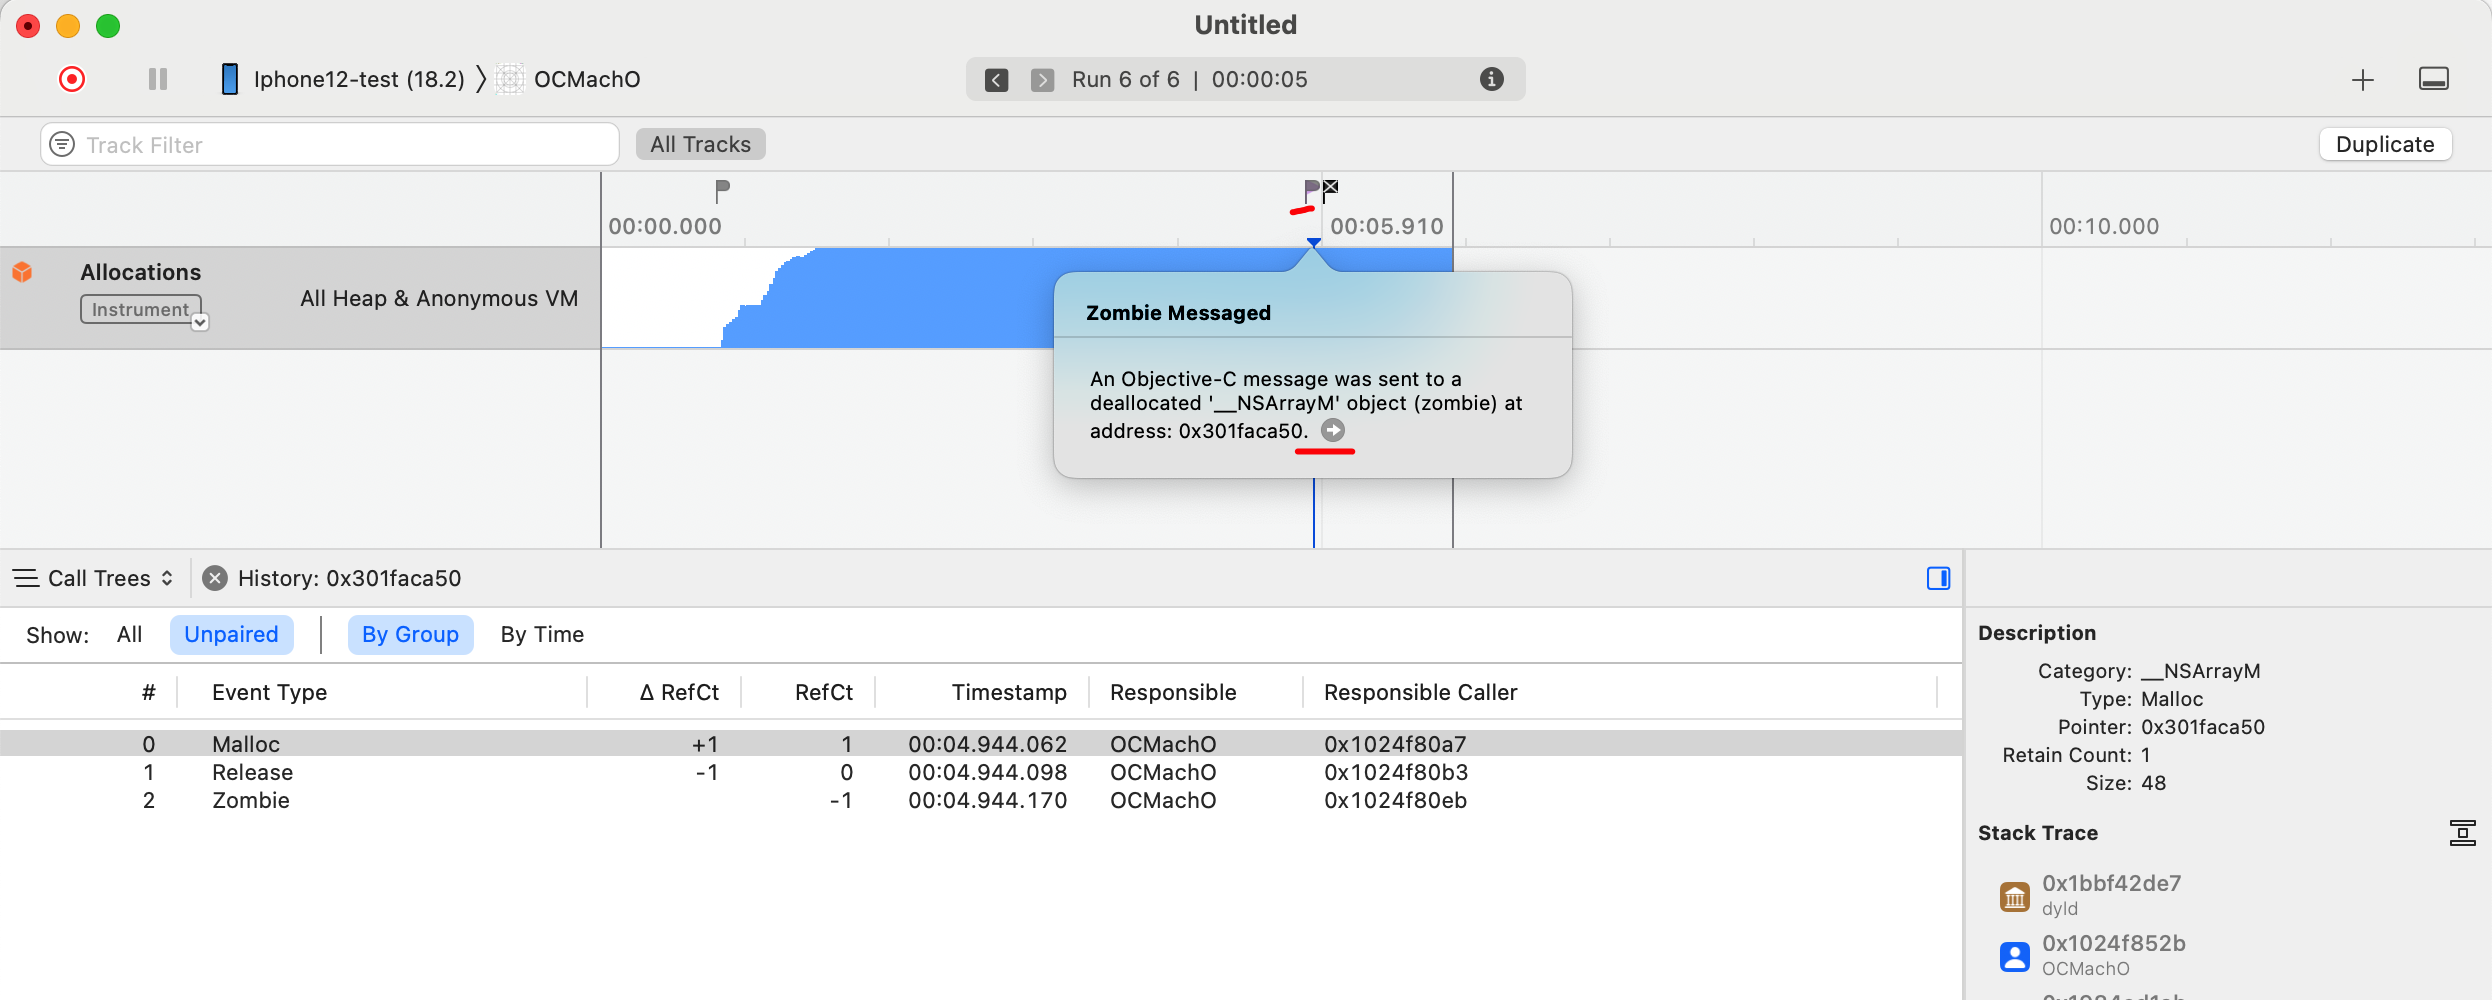 Untitled
Iphone12-test (18.2) 〉 OCMachO
Run 6 of 6 | 00:00:05
Track Filter
All Tracks
Duplicate
00:00.000
00:05.910
00:10.000
Allocations
Instrument
All Heap & Anonymous VM
Zombie Messaged
An Objective-C message was sent to a
deallocated '__NSArrayM' object (zombie) at
address: 0x301faca50.
Call Trees
History: 0x301faca50
Show: All Unpaired By Group By Time
# Event Type Δ RefCt RefCt Timestamp Responsible Responsible Caller
0 Malloc +1 1 00:04.944.062 OCMachO 0x1024f80a7
1 Release -1 0 00:04.944.098 OCMachO 0x1024f80b3
2 Zombie -1 00:04.944.170 OCMachO 0x1024f80eb
Description
Category: __NSArrayM
Type: Malloc
Pointer: 0x301faca50
Retain Count: 1
Size: 48
Stack Trace
0x1bbf42de7
dyld
0x1024f852b
OCMachO